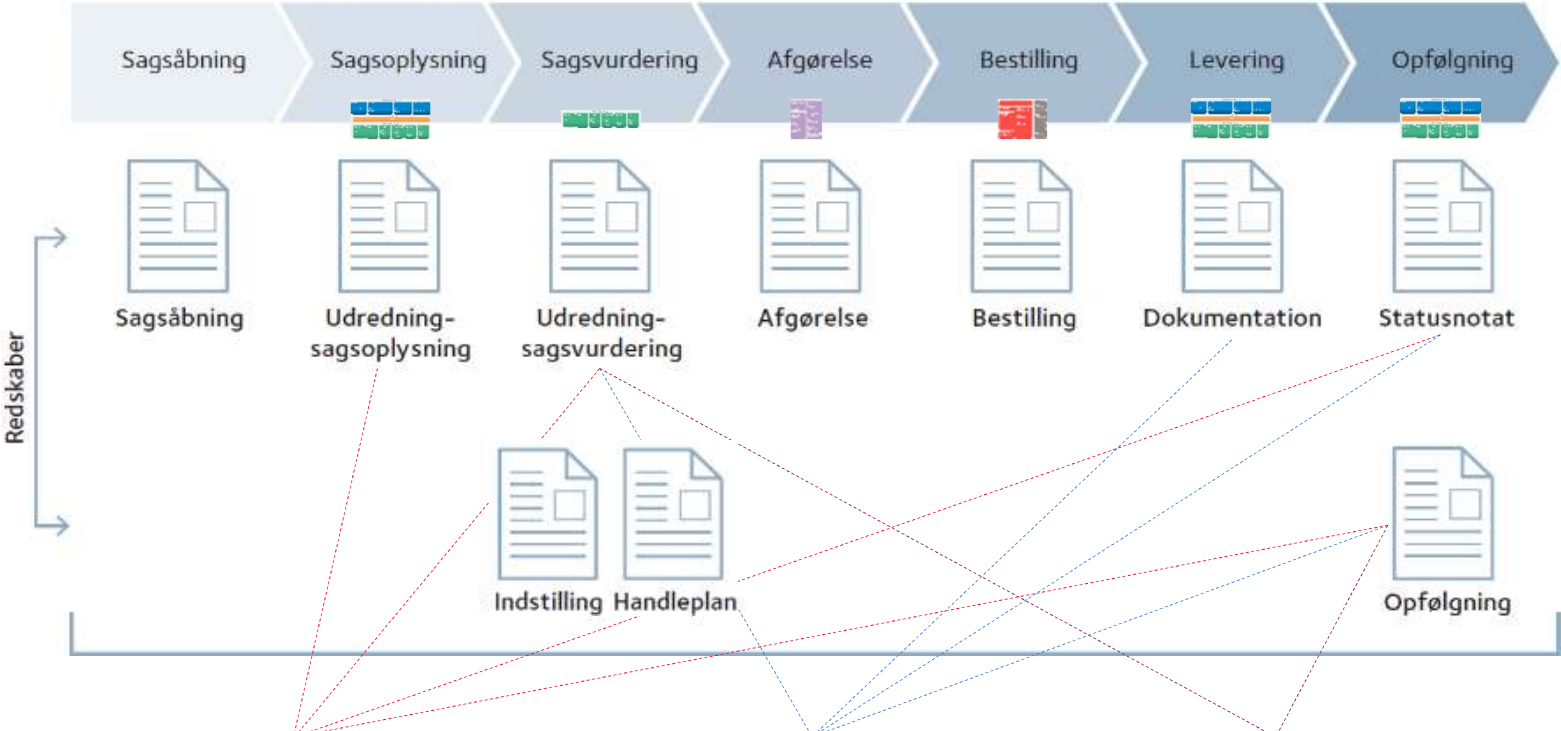 Sagsåbning
Sagsoplysning
Sagsvurdering
Afgørelse
Bestilling
Levering
Opfølgning
Redskaber
Sagsåbning
Udredning-
sagsoplysning
Udredning-
sagsvurdering
Afgørelse
Bestilling
Dokumentation
Statusnotat
Indstilling
Handleplan
Opfølgning